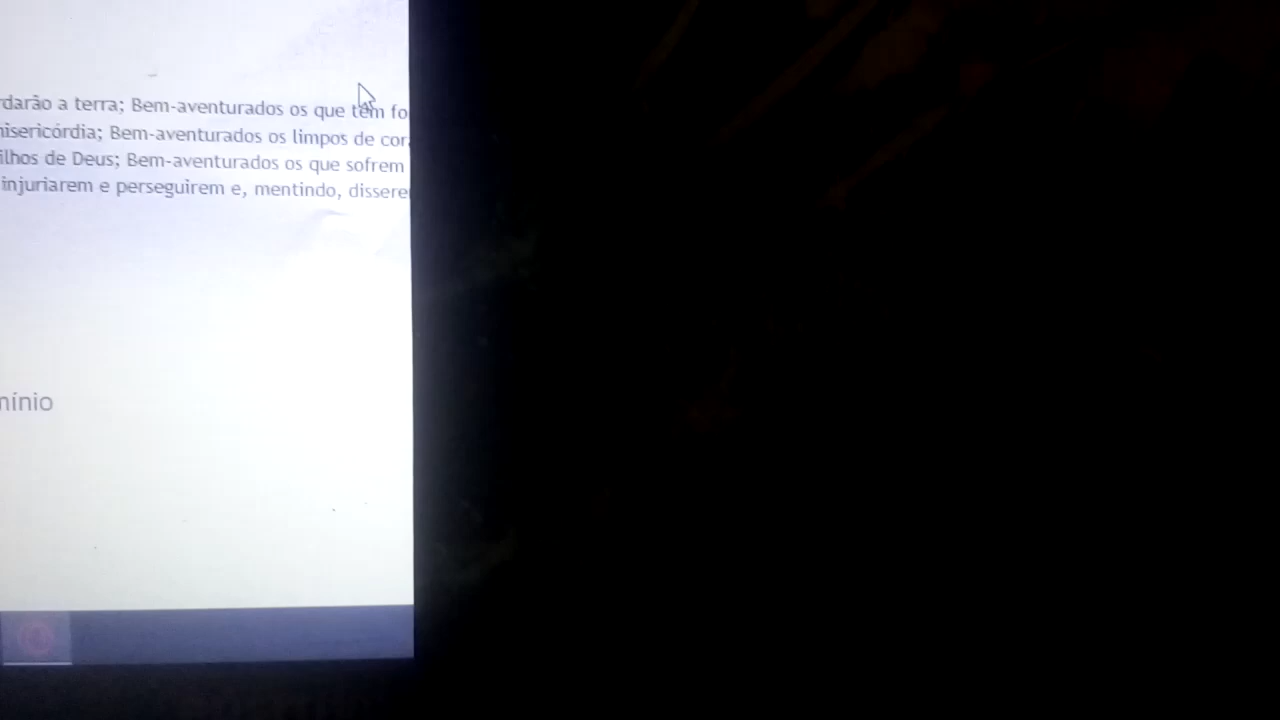 darão a terra; Bem-aventurados os que têm fo
isericórdia; Bem-aventurados os limpos de cor
ilhos de Deus; Bem-aventurados os que sofrem
injuriarem e perseguirem e, mentindo, dissere
nínio